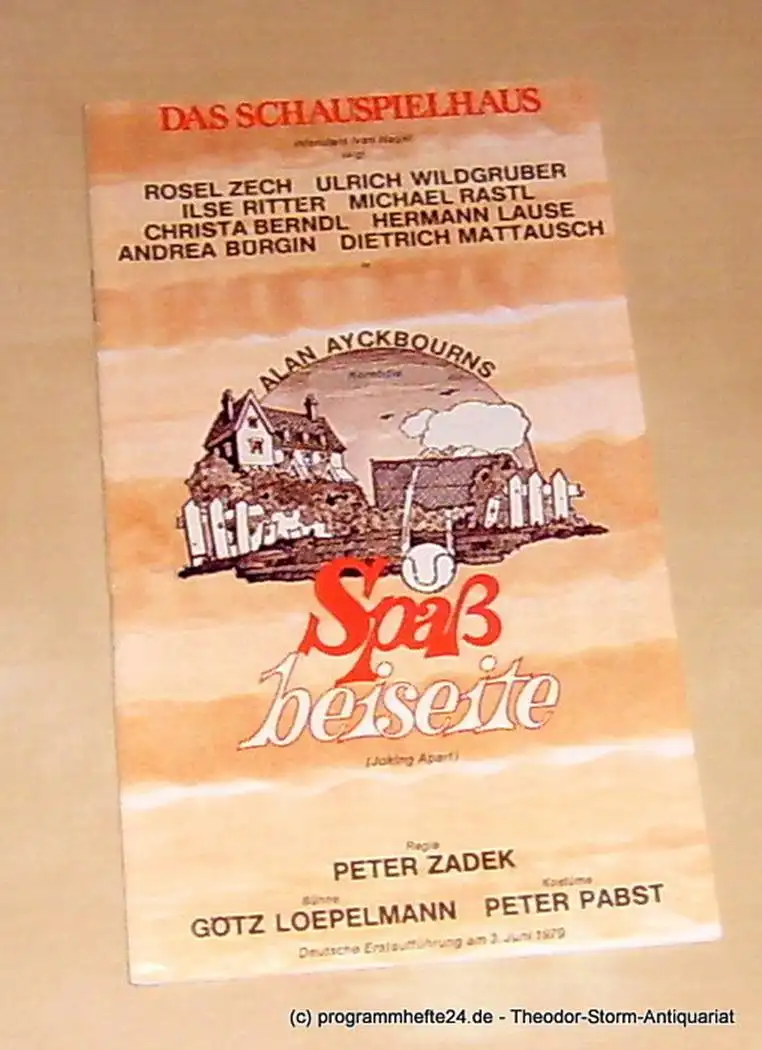 DAS SCHAUSPIELHAUS
Intendant Ivan Nagel
zeigt
ROSEL ZECH ULRICH WILDGRUBER
ILSE RITTER MICHAEL RASTL
CHRISTA BERNDL HERMANN LAUSE
ANDREA BÜRGIN DIETRICH MATTAUSCH
in
ALAN AYCKBOURNS
Komödie
Spaß
beiseite
(Joking Apart)
Regie
PETER ZADEK
Bühne Kostüme
GÖTZ LOEPELMANN PETER PABST
Deutsche Erstaufführung am 3. Juni 1979
(c) programmhefte24.de - Theodor-Storm-Antiquariat